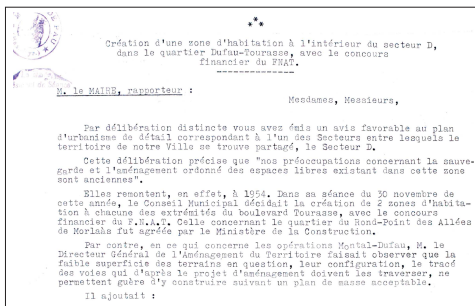 ***
Création d'une zone d'habitation à l'intérieur du secteur D,
dans le quartier Dufau-Tourasse, avec le concours
financier du FNAT.
--------------
M. le MAIRE, rapporteur :
Mesdames, Messieurs,
Par délibération distincte vous avez émis un avis favorable au plan
d'urbanisme de détail correspondant à l'un des Secteurs entre lesquels le
territoire de notre Ville se trouve partagé, le Secteur D.
Cette délibération précise que "nos préoccupations concernant la sauve-
garde et l'aménagement ordonné des espaces libres existant dans cette zone
sont anciennes".
Elles remontent, en effet, à 1954. Dans sa séance du 30 novembre de
cette année, le Conseil Municipal décidait la création de 2 zones d'habita-
tion à chacune des extrémités du boulevard Tourasse, avec le concours
financier du F.N.A.T. Celle concernant le quartier du Rond-Point des Allées
de Morlaàs fut agréée par le Ministère de la Construction.
Par contre, en ce qui concerne les opérations Montal-Dufau, M. le
Directeur Général de l'Aménagement du Territoire faisait observer que la
faible superficie des terrains en question, leur configuration, le tracé
des voies qui d'après le projet d'aménagement doivent les traverser, ne
permettent guère d'y construire suivant un plan de masse acceptable.
Il ajoutait :